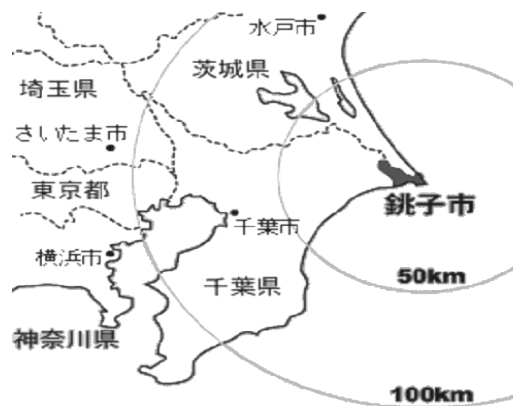 水戸市
茨城県
埼玉県
さいたま市
東京都
銚子市
千葉市
横浜市
50km
千葉県
神奈川県
100km